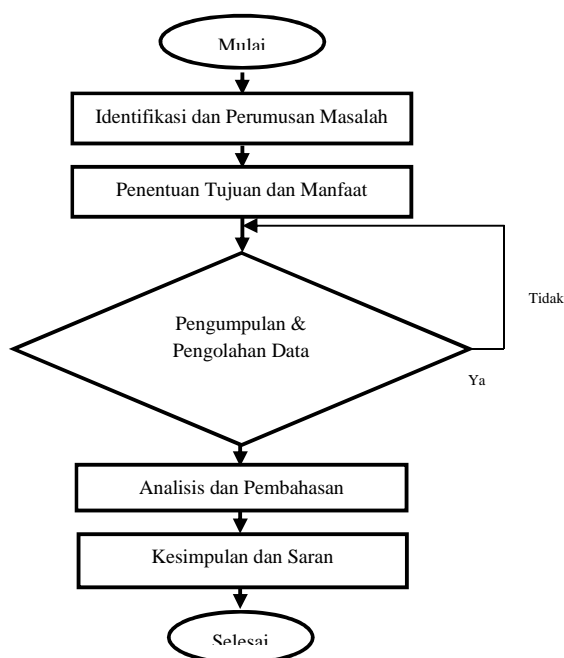 Mulai
Identifikasi dan Perumusan Masalah
Penentuan Tujuan dan Manfaat
Tidak
Pengumpulan &
Pengolahan Data
Ya
Analisis dan Pembahasan
Kesimpulan dan Saran
Selesai